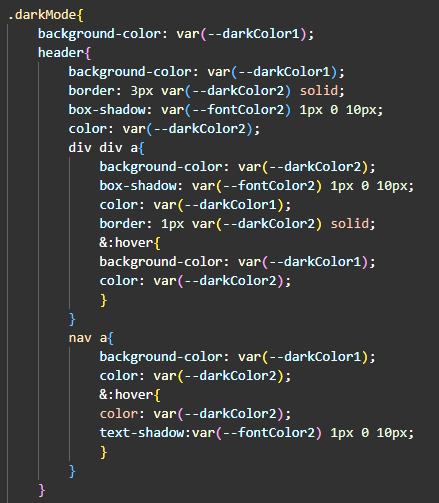 .darkMode{
background-color: var(--darkColor1);
header{
background-color: var(--darkColor1);
border: 3px var(--darkColor2) solid;
box-shadow: var(--fontColor2) 1px 0 10px;
color: var(--darkColor2);
div div a{
background-color: var(--darkColor2);
box-shadow: var(--fontColor2) 1px 0 10px;
color: var(--darkColor1);
border: 1px var(--darkColor2) solid;
&:hover{
background-color: var(--darkColor1);
color: var(--darkColor2);
}
}
nav a{
background-color: var(--darkColor1);
color: var(--darkColor2);
&:hover{
color: var(--darkColor2);
text-shadow:var(--fontColor2) 1px 0 10px;
}
}
}